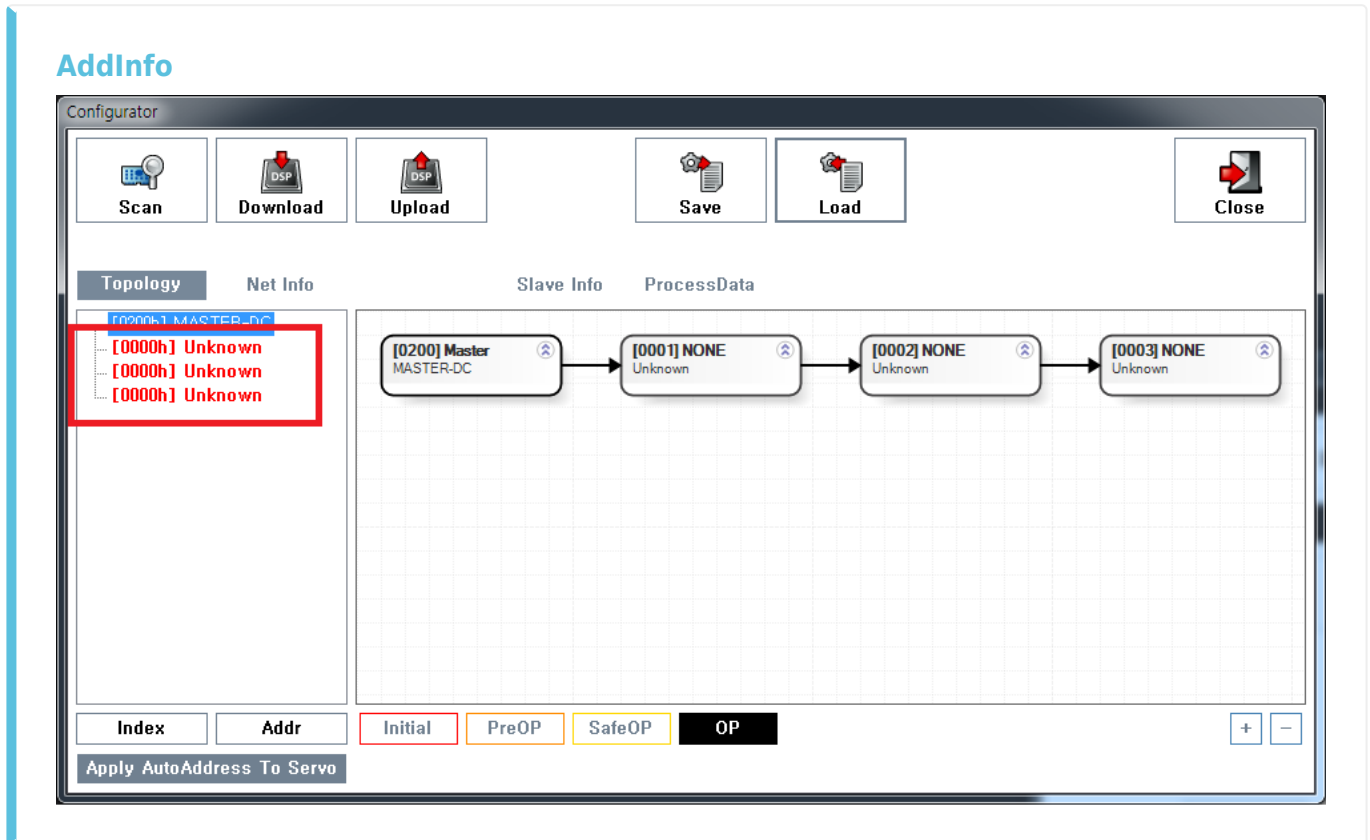 AddInfo
Configurator
Scan Download Upload Save Load Close
DSP DSP
Topology Net Info Slave Info ProcessData
[0200h] MASTER-DC
[0000h] Unknown
[0000h] Unknown
[0000h] Unknown
[0200] Master
MASTER-DC
[0001] NONE
Unknown
[0002] NONE
Unknown
[0003] NONE
Unknown
Index Addr Initial PreOP SafeOP OP + −
Apply AutoAddress To Servo